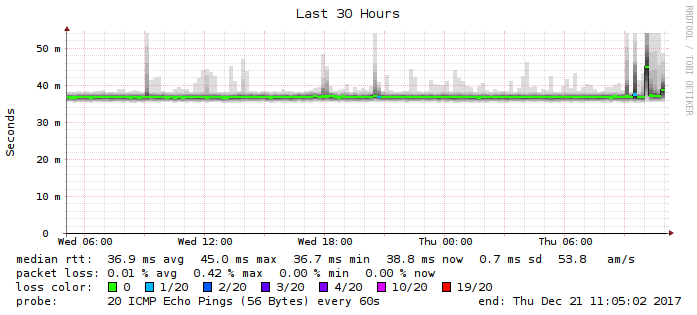 Last 30 Hours
RRDTOOL / TOBI OETIKER
Seconds
50 m
40 m
30 m
20 m
10 m
0
Wed 06:00 Wed 12:00 Wed 18:00 Thu 00:00 Thu 06:00
median rtt: 36.9 ms avg 45.0 ms max 36.7 ms min 38.8 ms now 0.7 ms sd 53.8 am/s
packet loss: 0.01 % avg 0.42 % max 0.00 % min 0.00 % now
loss color: 0 1/20 2/20 3/20 4/20 10/20 19/20
probe: 20 ICMP Echo Pings (56 Bytes) every 60s end: Thu Dec 21 11:05:02 2017